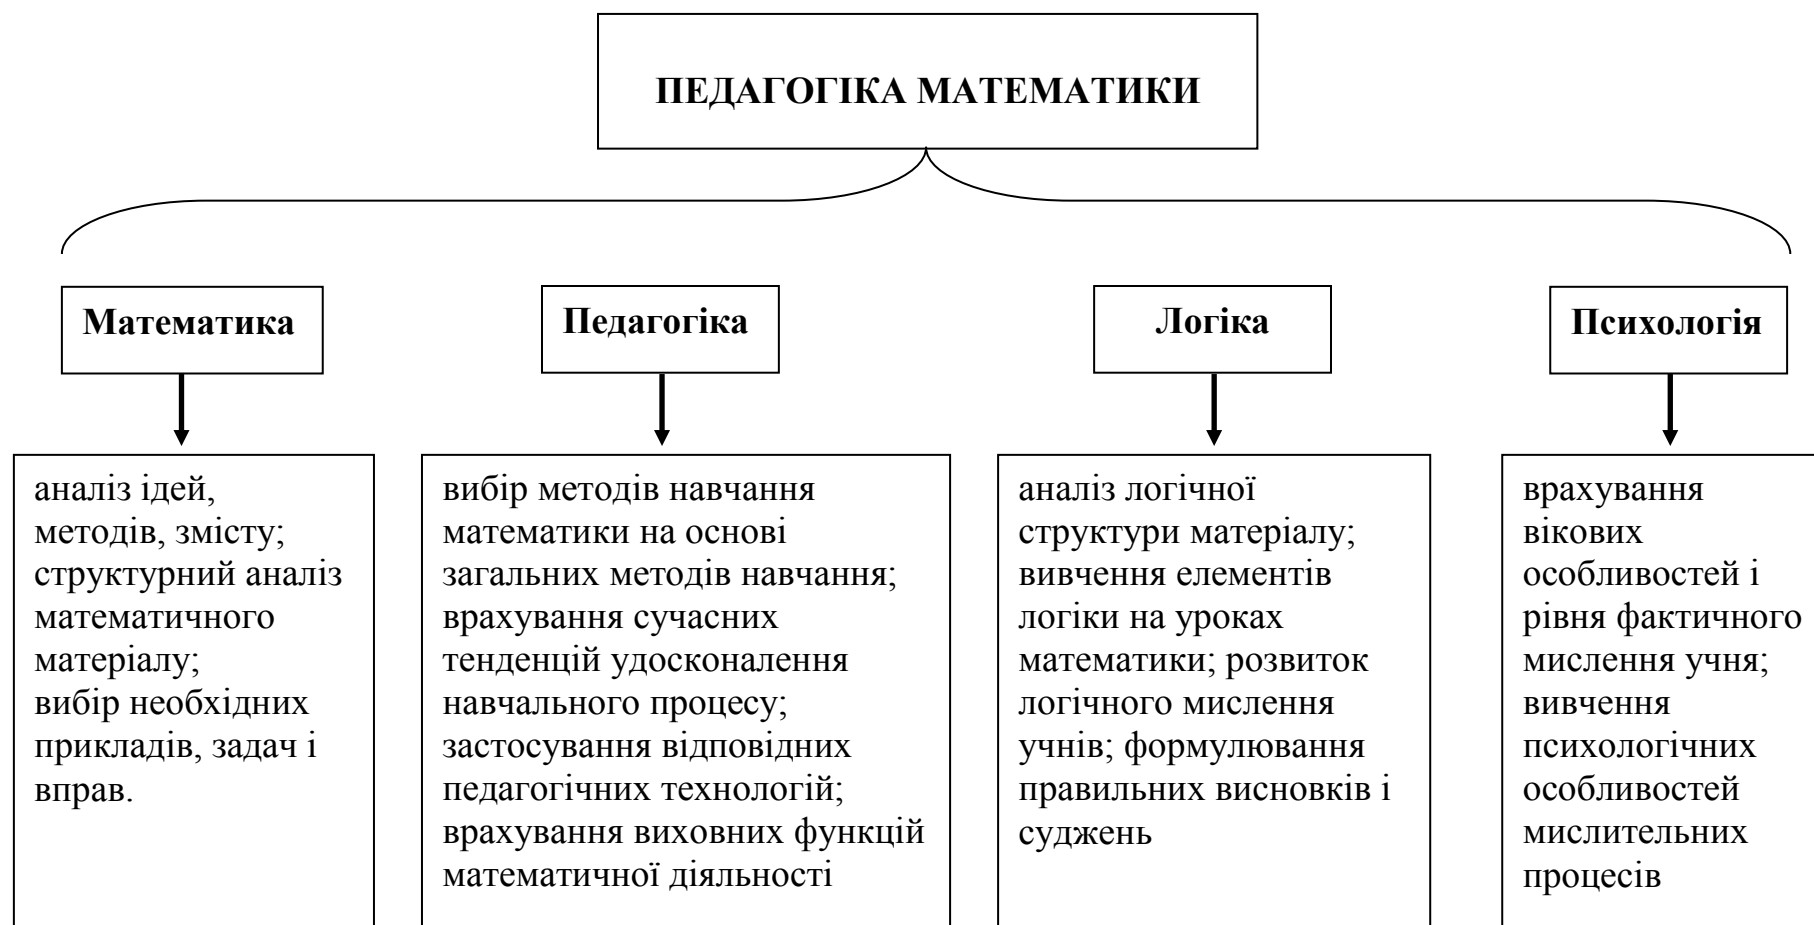 ПЕДАГОГІКА МАТЕМАТИКИ
Математика
Педагогіка
Логіка
Психологія
аналіз ідей,
методів, змісту;
структурний аналіз
математичного
матеріалу;
вибір необхідних
прикладів, задач і
вправ.
вибір методів навчання
математики на основі
загальних методів навчання;
врахування сучасних
тенденцій удосконалення
навчального процесу;
застосування відповідних
педагогічних технологій;
врахування виховних функцій
математичної діяльності
аналіз логічної
структури матеріалу;
вивчення елементів
логіки на уроках
математики; розвиток
логічного мислення
учнів; формулювання
правильних висновків і
суджень
врахування
вікових
особливостей і
рівня фактичного
мислення учня;
вивчення
психологічних
особливостей
мислительних
процесів